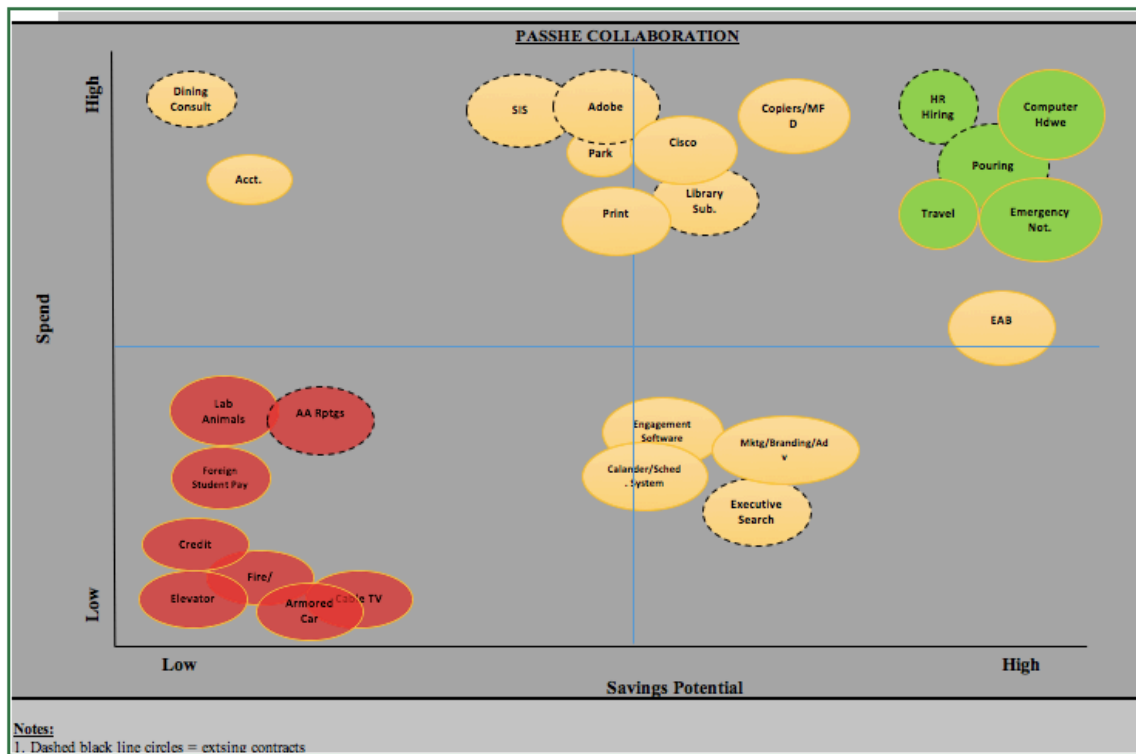 PASSHE COLLABORATION
High
Dining
Consult
SIS
Adobe
Copiers/MF
D
HR
Hiring
Computer
Hdwe
Park
Cisco
Pouring
Acct.
Library
Sub.
Print
Travel
Emergency
Not.
Spend
EAB
Lab
Animals
AA Rptgs
Engagement
Software
Mktg/Branding/Ad
v
Foreign
Student Pay
Calander/Sched
. System
Executive
Search
Credit
Fire/
Elevator
Armored
Car
Cable TV
Low
Low
High
Savings Potential
Notes:
1. Dashed black line circles = extsing contracts